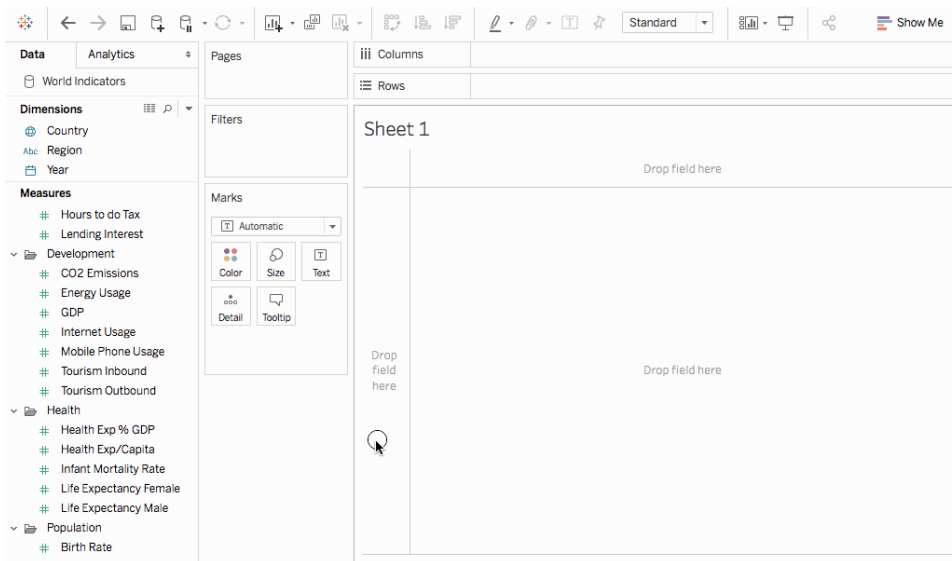 Standard
Show Me
Data
Analytics
World Indicators
Dimensions
Country
Abc Region
Year
Measures
Hours to do Tax
Lending Interest
Development
CO2 Emissions
Energy Usage
GDP
Internet Usage
Mobile Phone Usage
Tourism Inbound
Tourism Outbound
Health
Health Exp % GDP
Health Exp/Capita
Infant Mortality Rate
Life Expectancy Female
Life Expectancy Male
Population
Birth Rate
Pages
Filters
Marks
T Automatic
Color
Size
T
Text
Detail
Tooltip
iii Columns
Rows
Sheet 1
Drop field here
Drop
field
here
Drop field here